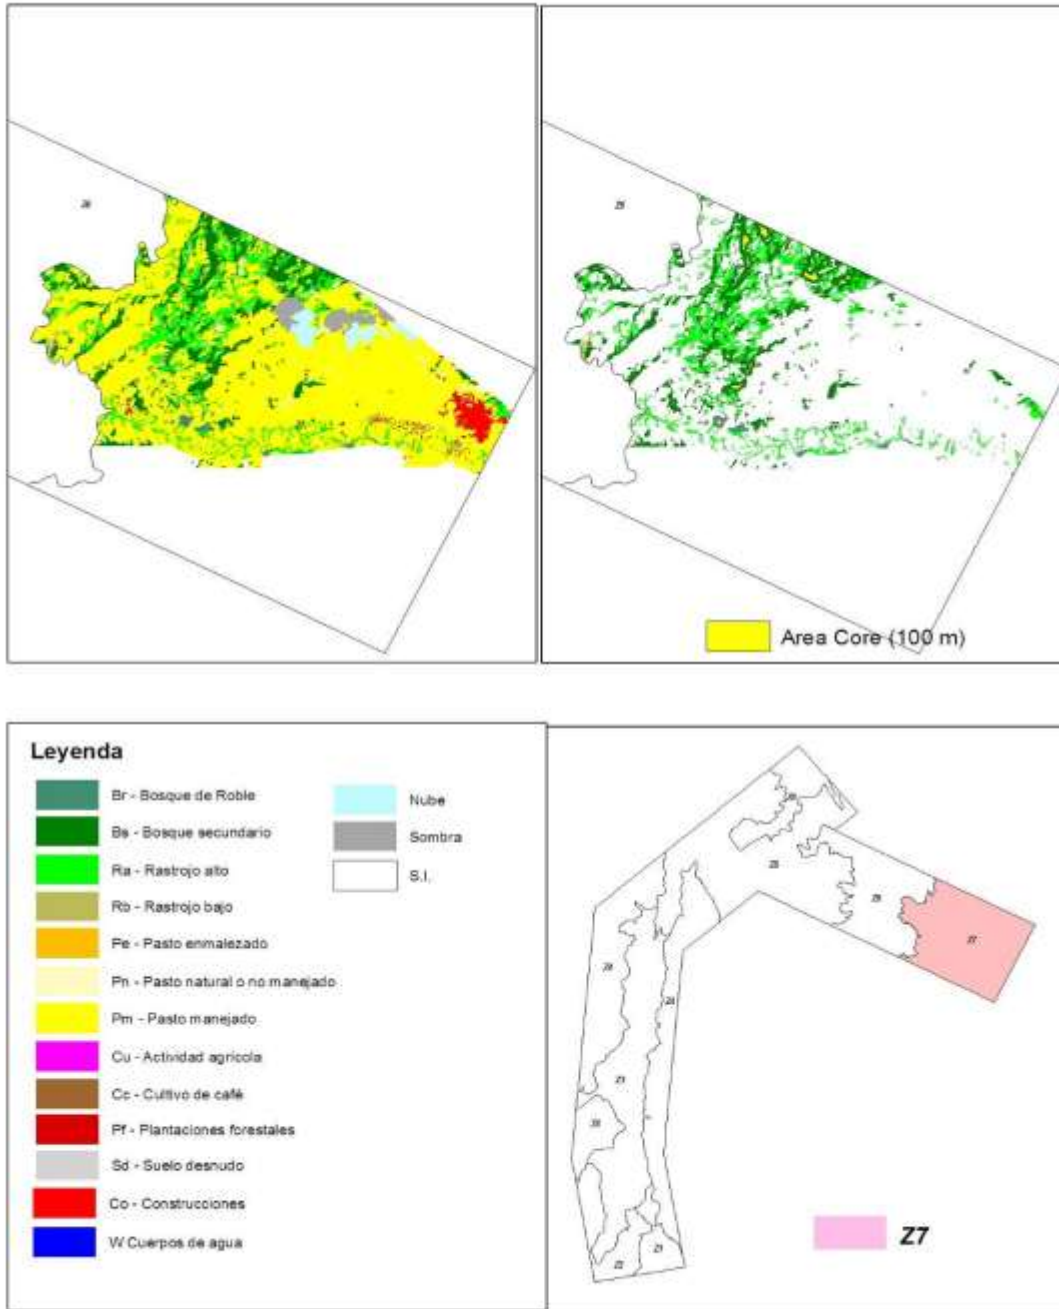 Area Core (100 m)
Leyenda
Br - Bosque de Roble
Bs - Bosque secundario
Ra - Rastrojo alto
Rb - Rastrojo bajo
Pe - Pasto enmalezado
Pn - Pasto natural o no manejado
Pm - Pasto manejado
Cu - Actividad agrícola
Cc - Cultivo de café
Pf - Plantaciones forestales
Sd - Suelo desnudo
Co - Construcciones
W Cuerpos de agua
Nube
Sombra
S.I.
Z7